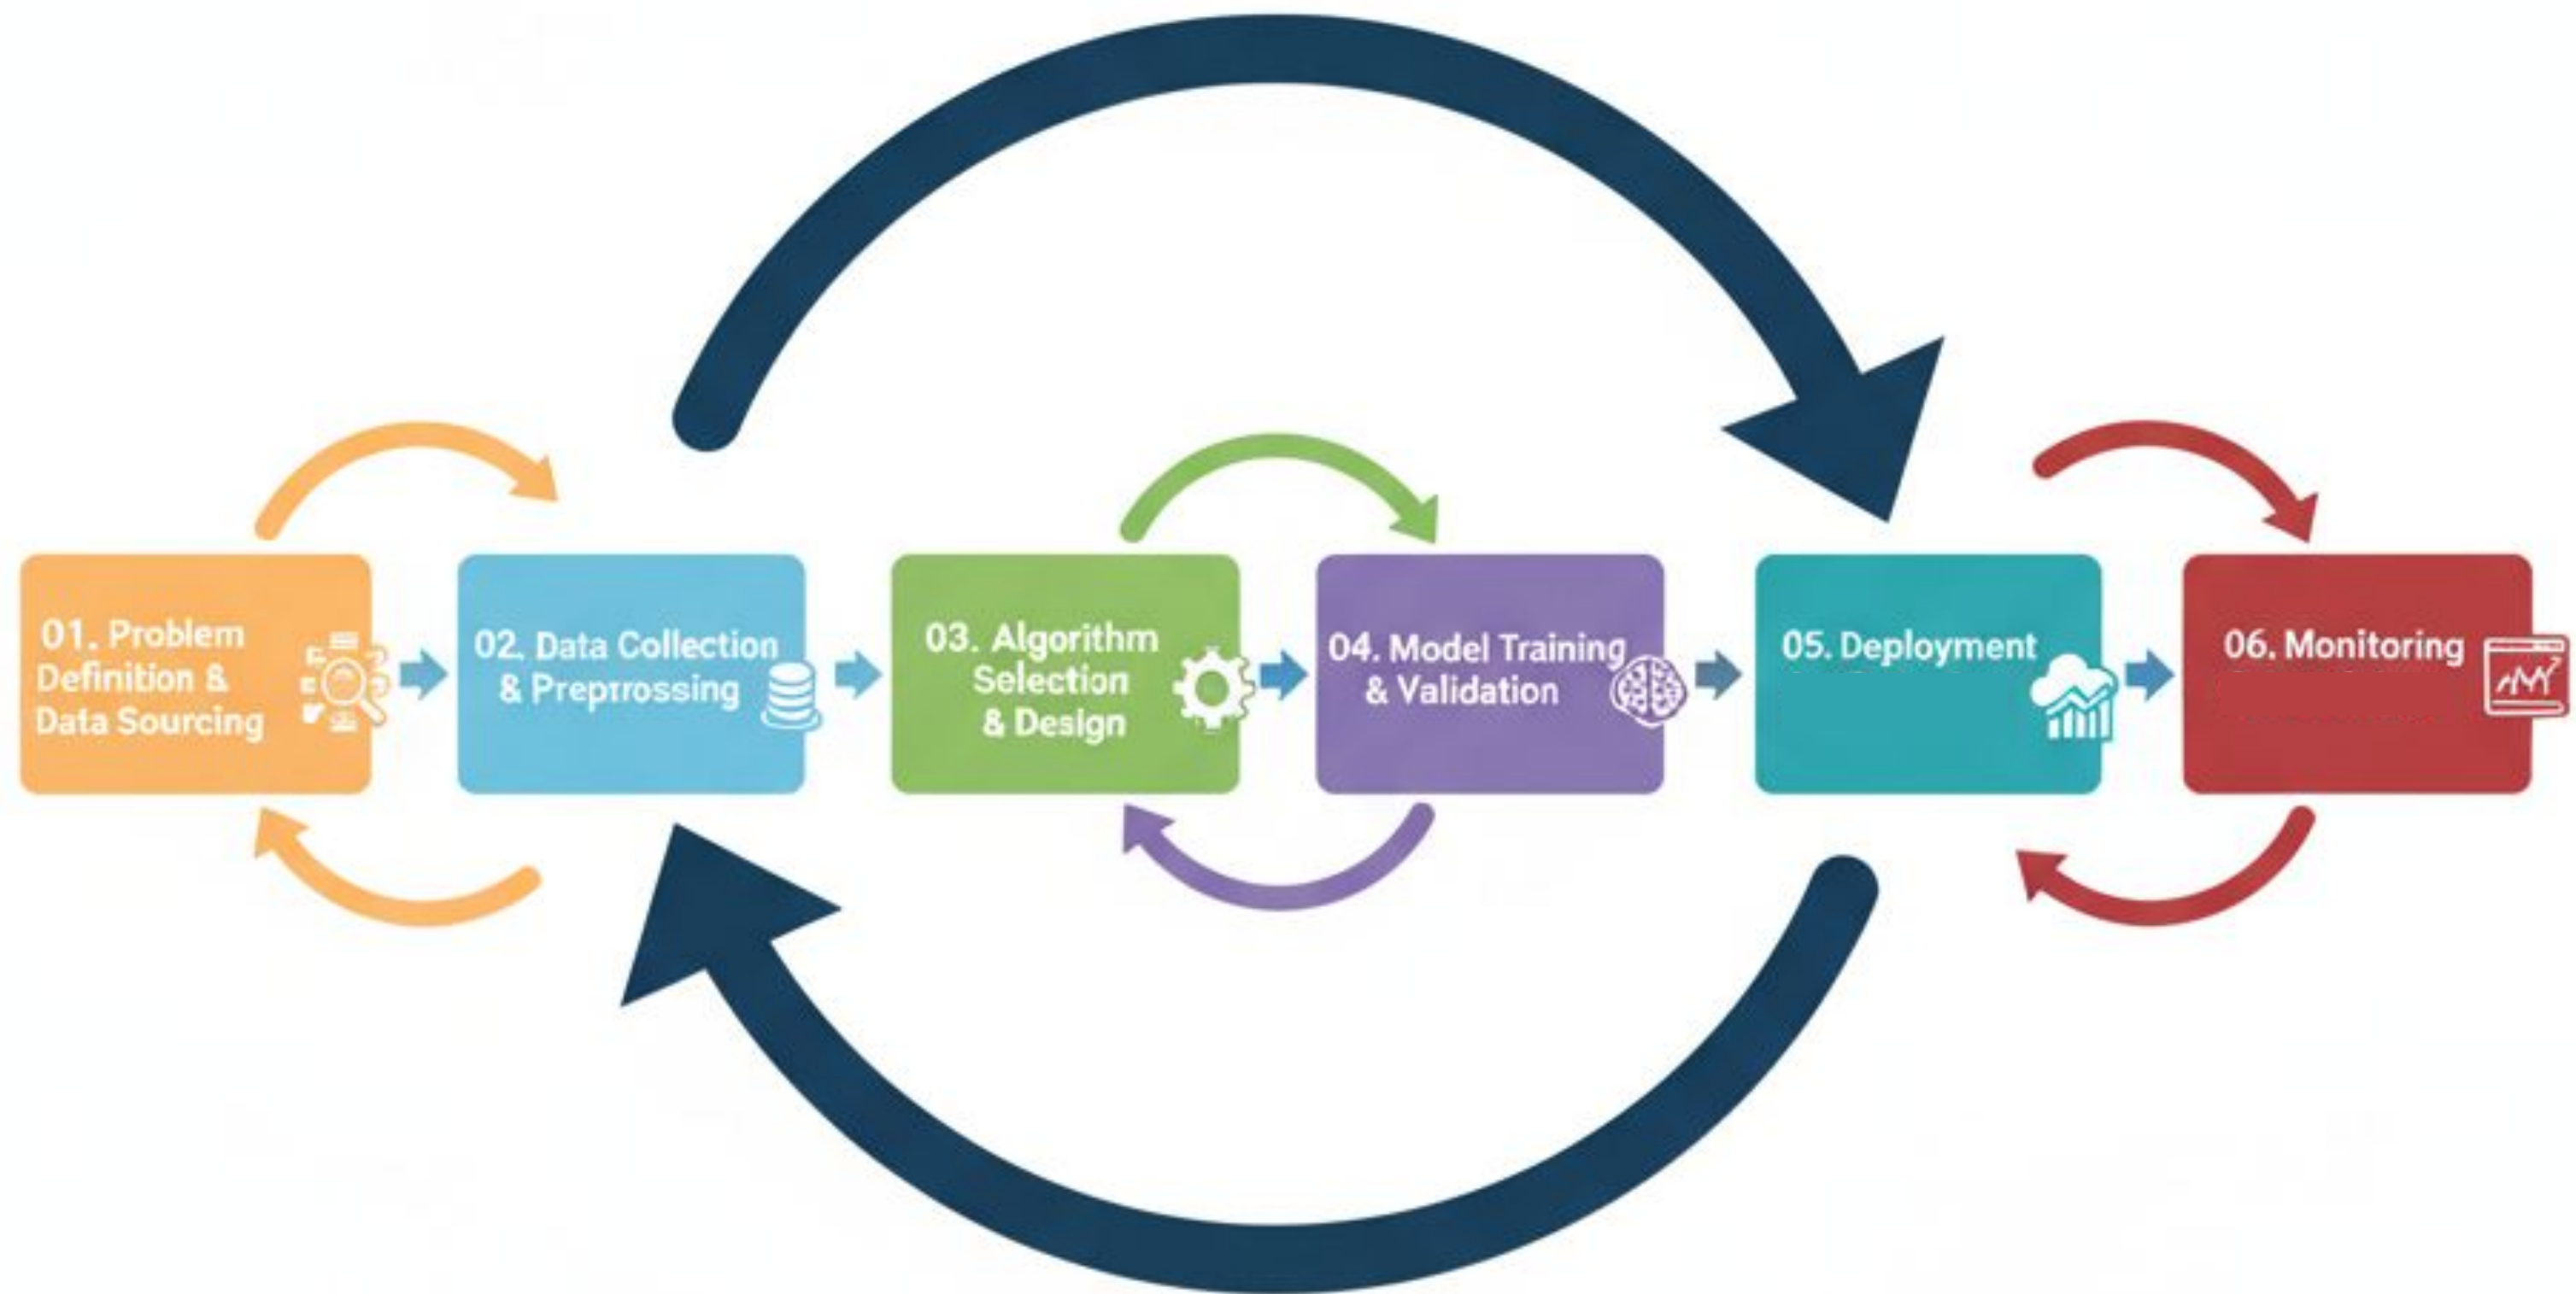 01. Problem
Definition &
Data Sourcing
02. Data Collection
& Preprrossing
03. Algorithm
Selection
& Design
04. Model Training
& Validation
05. Deployment
06. Monitoring